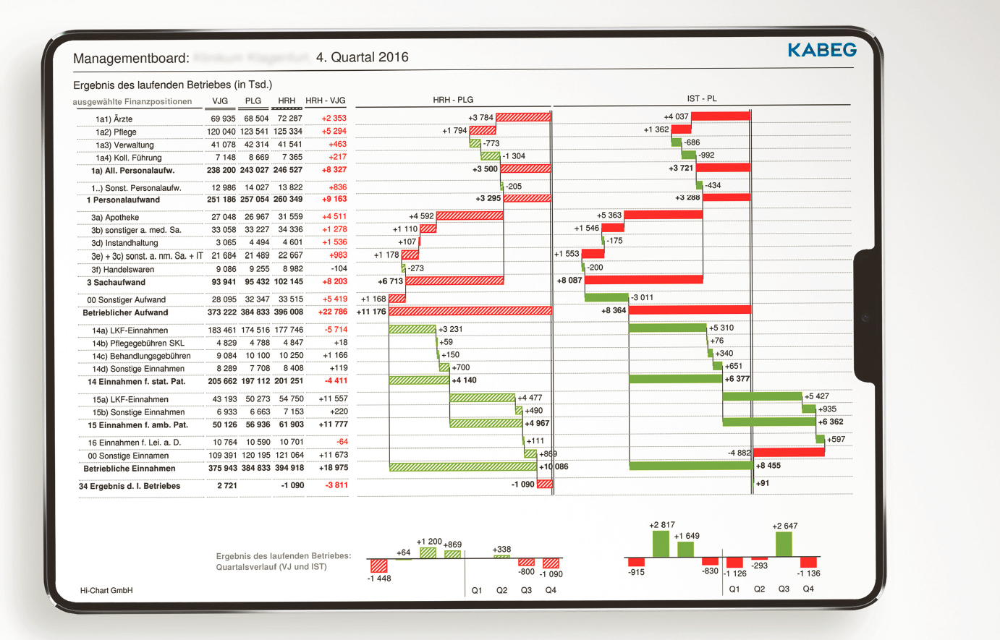 Managementboard: 4. Quartal 2016
KABEG
Ergebnis des laufenden Betriebes (in Tsd.)
ausgewählte Finanzpositionen VJG PLG HRH HRH - VJG HRH - PLG IST - PL
1a1) Ärzte 69 935 68 504 72 287 +2 353 +3 784 +4 037
1a2) Pflege 120 040 123 541 125 334 +5 294 +1 794 +1 362
1a3) Verwaltung 41 078 42 314 41 541 +463 -773 -686
1a4) Koll. Führung 7 148 8 669 7 365 +217 -1 304 -992
1a) All. Personalaufw. 238 200 243 027 246 527 +8 327 +3 500 +3 721
1..) Sonst. Personalaufw. 12 986 14 027 13 822 +836 -205 -434
1 Personalaufwand 251 186 257 054 260 349 +9 163 +3 295 +3 288
3a) Apotheke 27 048 26 967 31 559 +4 511 +4 592 +5 363
3b) sonstiger a. med. Sa. 33 058 33 227 34 336 +1 278 +1 110 +1 546
3d) Instandhaltung 3 065 4 494 4 601 +1 536 +107 -175
3e) + 3c) sonst. a. nm. Sa. + IT 21 684 21 489 22 667 +983 +1 178 +1 553
3f) Handelswaren 9 086 9 255 8 982 -104 -273 -200
3 Sachaufwand 93 941 95 432 102 145 +8 203 +6 713 +8 087
00 Sonstiger Aufwand 28 095 32 347 33 515 +5 419 +1 168 -3 011
Betrieblicher Aufwand 373 222 384 833 396 008 +22 786 +11 176 +8 364
14a) LKF-Einnahmen 183 461 174 516 177 746 -5 714 +3 231 +5 310
14b) Pflegegebühren SKL 4 829 4 788 4 847 +18 +59 +76
14c) Behandlungsgebühren 9 084 10 100 10 250 +1 166 +150 +340
14d) Sonstige Einnahmen 8 289 7 708 8 408 +119 +700 +651
14 Einnahmen f. stat. Pat. 205 662 197 112 201 251 -4 411 +4 140 +6 377
15a) LKF-Einnahmen 43 193 50 273 54 750 +11 557 +4 477 +5 427
15b) Sonstige Einnahmen 6 933 6 663 7 153 +220 +490 +935
15 Einnahmen f. amb. Pat. 50 126 56 936 61 903 +11 777 +4 967 +6 362
16 Einnahmen f. Lei. a. D. 10 764 10 590 10 701 -64 +111 +597
00 Sonstige Einnamen 109 391 120 195 121 064 +11 673 +869 -4 882
Betriebliche Einnahmen 375 943 384 833 394 918 +18 975 +10 086 +8 455
34 Ergebnis d. l. Betriebes 2 721 -1 090 -3 811 -1 090 +91
Ergebnis des laufenden Betriebes:
Quartalsverlauf (VJ und IST)
-1 448 +64 +1 200 +869 +338 -800 -1 090
Q1 Q2 Q3 Q4
-915 +2 817 +1 649 -830 -1 126 -293 +2 647 -1 136
Q1 Q2 Q3 Q4
Hi-Chart GmbH